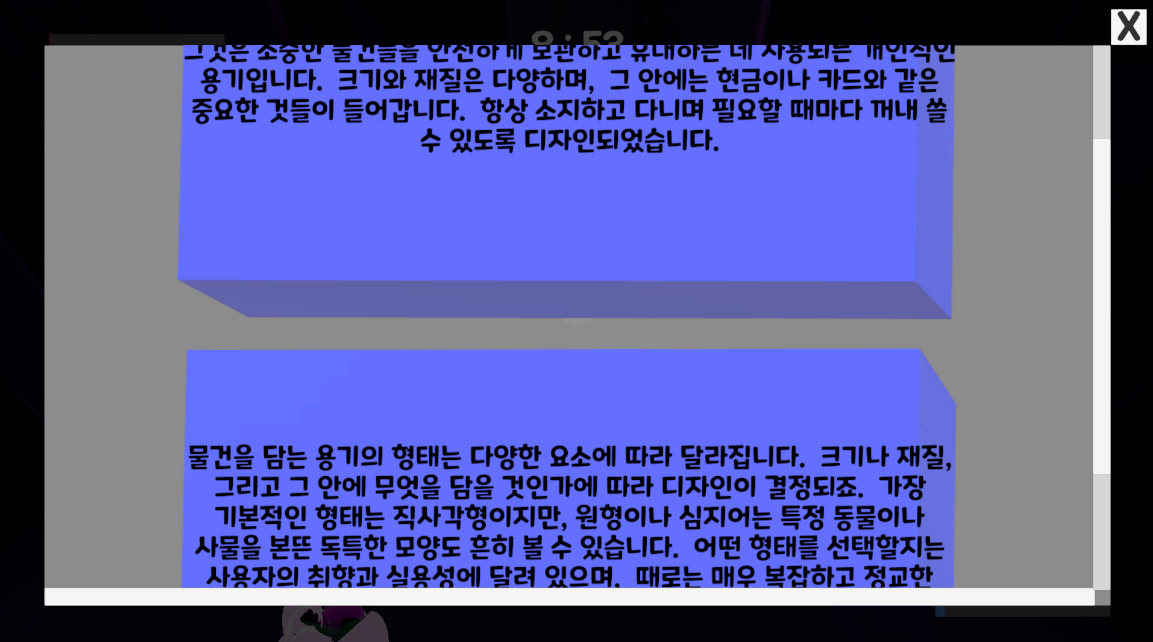 8:53
X
그것은 소중한 물건들을 안전하게 보관하고 휴대하는 데 사용되는 개인적인
용기입니다. 크기와 재질은 다양하며, 그 안에는 현금이나 카드와 같은
중요한 것들이 들어갑니다. 항상 소지하고 다니며 필요할 때마다 꺼내 쓸
수 있도록 디자인되었습니다.
물건을 담는 용기의 형태는 다양한 요소에 따라 달라집니다. 크기나 재질,
그리고 그 안에 무엇을 담을 것인가에 따라 디자인이 결정되죠. 가장
기본적인 형태는 직사각형이지만, 원형이나 심지어는 특정 동물이나
사물을 본뜬 독특한 모양도 흔히 볼 수 있습니다. 어떤 형태를 선택할지는
사용자의 취향과 실용성에 달려 있으며, 때로는 매우 복잡하고 정교한